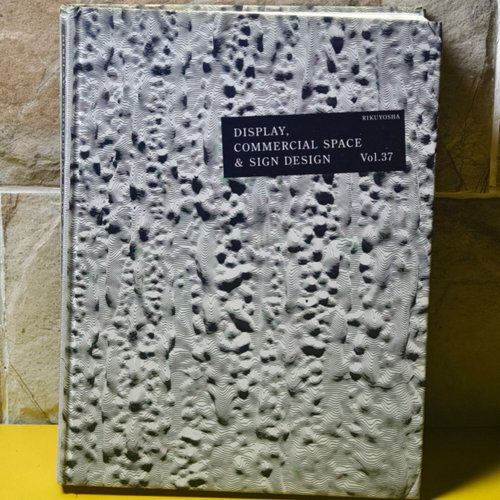 RIKUYOSHA
DISPLAY,
COMMERCIAL SPACE
& SIGN DESIGN Vol.37